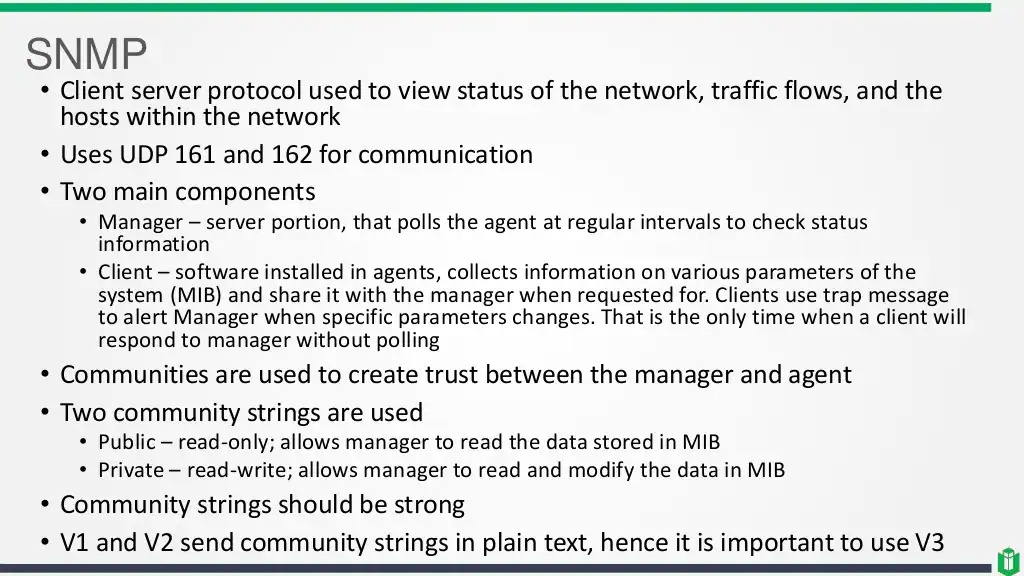 SNMP
• Client server protocol used to view status of the network, traffic flows, and the
hosts within the network
• Uses UDP 161 and 162 for communication
• Two main components
• Manager – server portion, that polls the agent at regular intervals to check status
information
• Client – software installed in agents, collects information on various parameters of the
system (MIB) and share it with the manager when requested for. Clients use trap message
to alert Manager when specific parameters changes. That is the only time when a client will
respond to manager without polling
• Communities are used to create trust between the manager and agent
• Two community strings are used
• Public – read-only; allows manager to read the data stored in MIB
• Private – read-write; allows manager to read and modify the data in MIB
• Community strings should be strong
• V1 and V2 send community strings in plain text, hence it is important to use V3